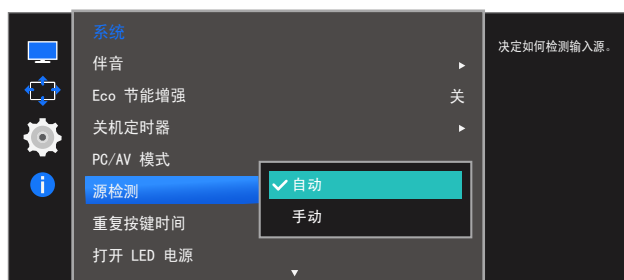 系统
伴音
Eco 节能增强 关
关机定时器
PC/AV 模式
源检测 自动
重复按键时间 手动
打开 LED 电源
决定如何检测输入源。